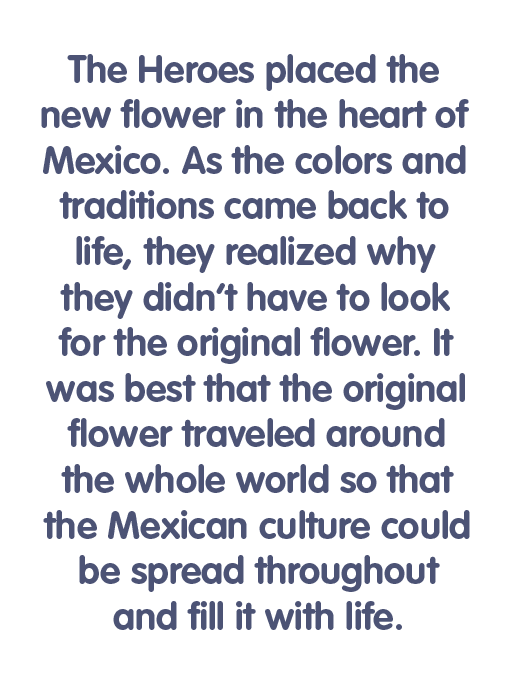 The Heroes placed the
new flower in the heart of
Mexico. As the colors and
traditions came back to
life, they realized why
they didn't have to look
for the original flower. It
was best that the original
flower traveled around
the whole world so that
the Mexican culture could
be spread throughout
and fill it with life.